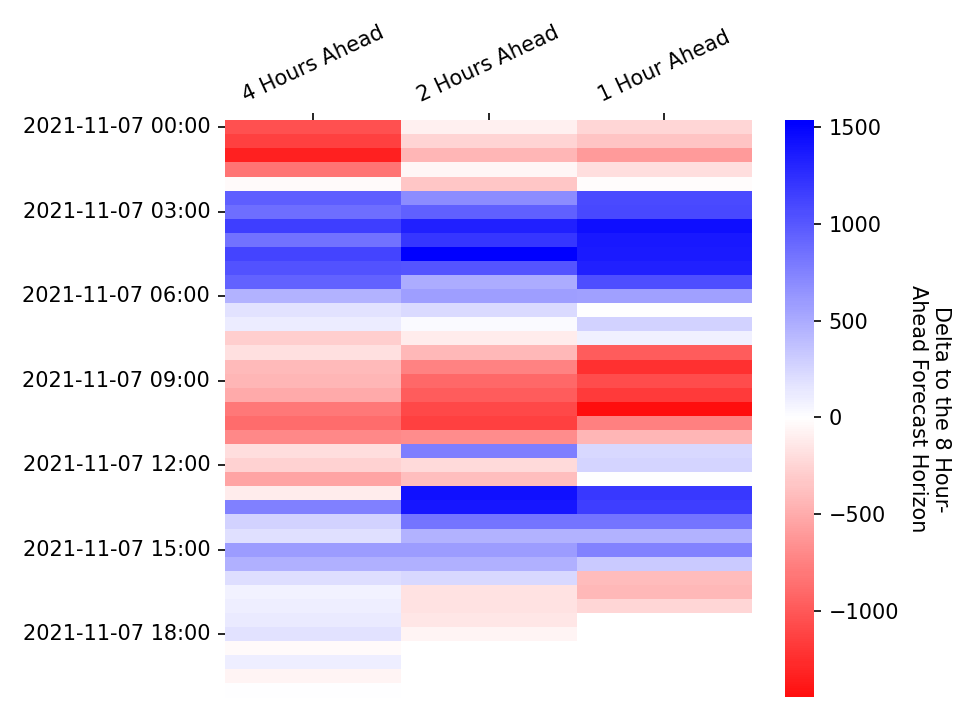 4 Hours Ahead
2 Hours Ahead
1 Hour Ahead
2021-11-07 00:00
2021-11-07 03:00
2021-11-07 06:00
2021-11-07 09:00
2021-11-07 12:00
2021-11-07 15:00
2021-11-07 18:00
1500
1000
500
0
−500
−1000
Delta to the 8 Hour-
Ahead Forecast Horizon